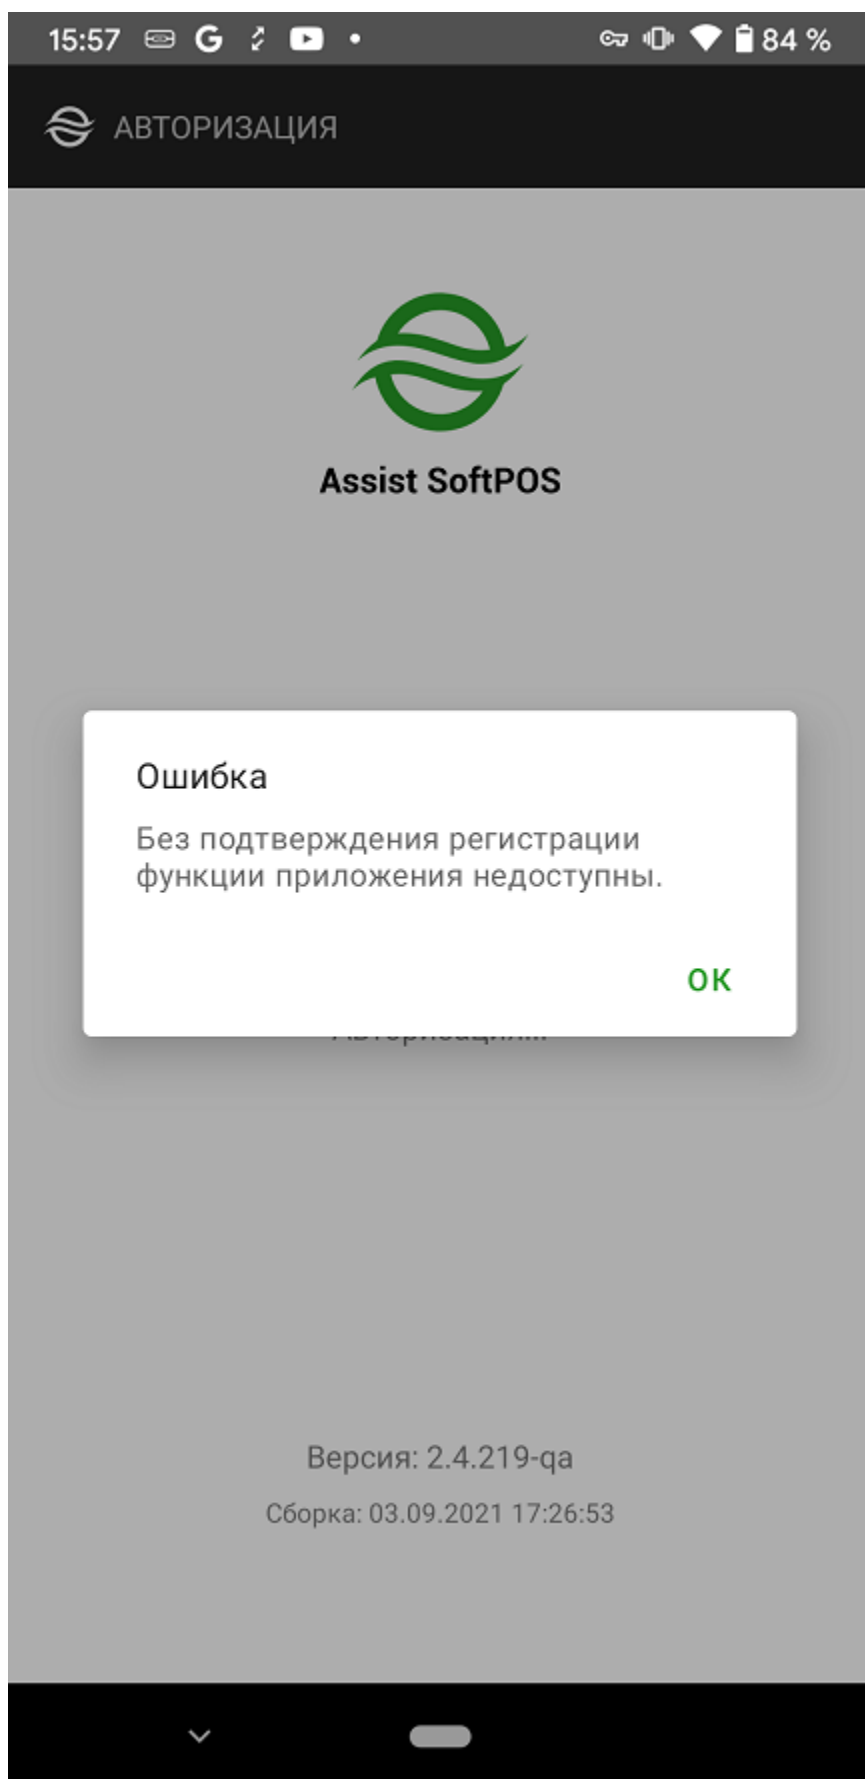 15:57
84 %
АВТОРИЗАЦИЯ
Assist SoftPOS
Ошибка
Без подтверждения регистрации
функции приложения недоступны.
ОК
Версия: 2.4.219-qa
Сборка: 03.09.2021 17:26:53